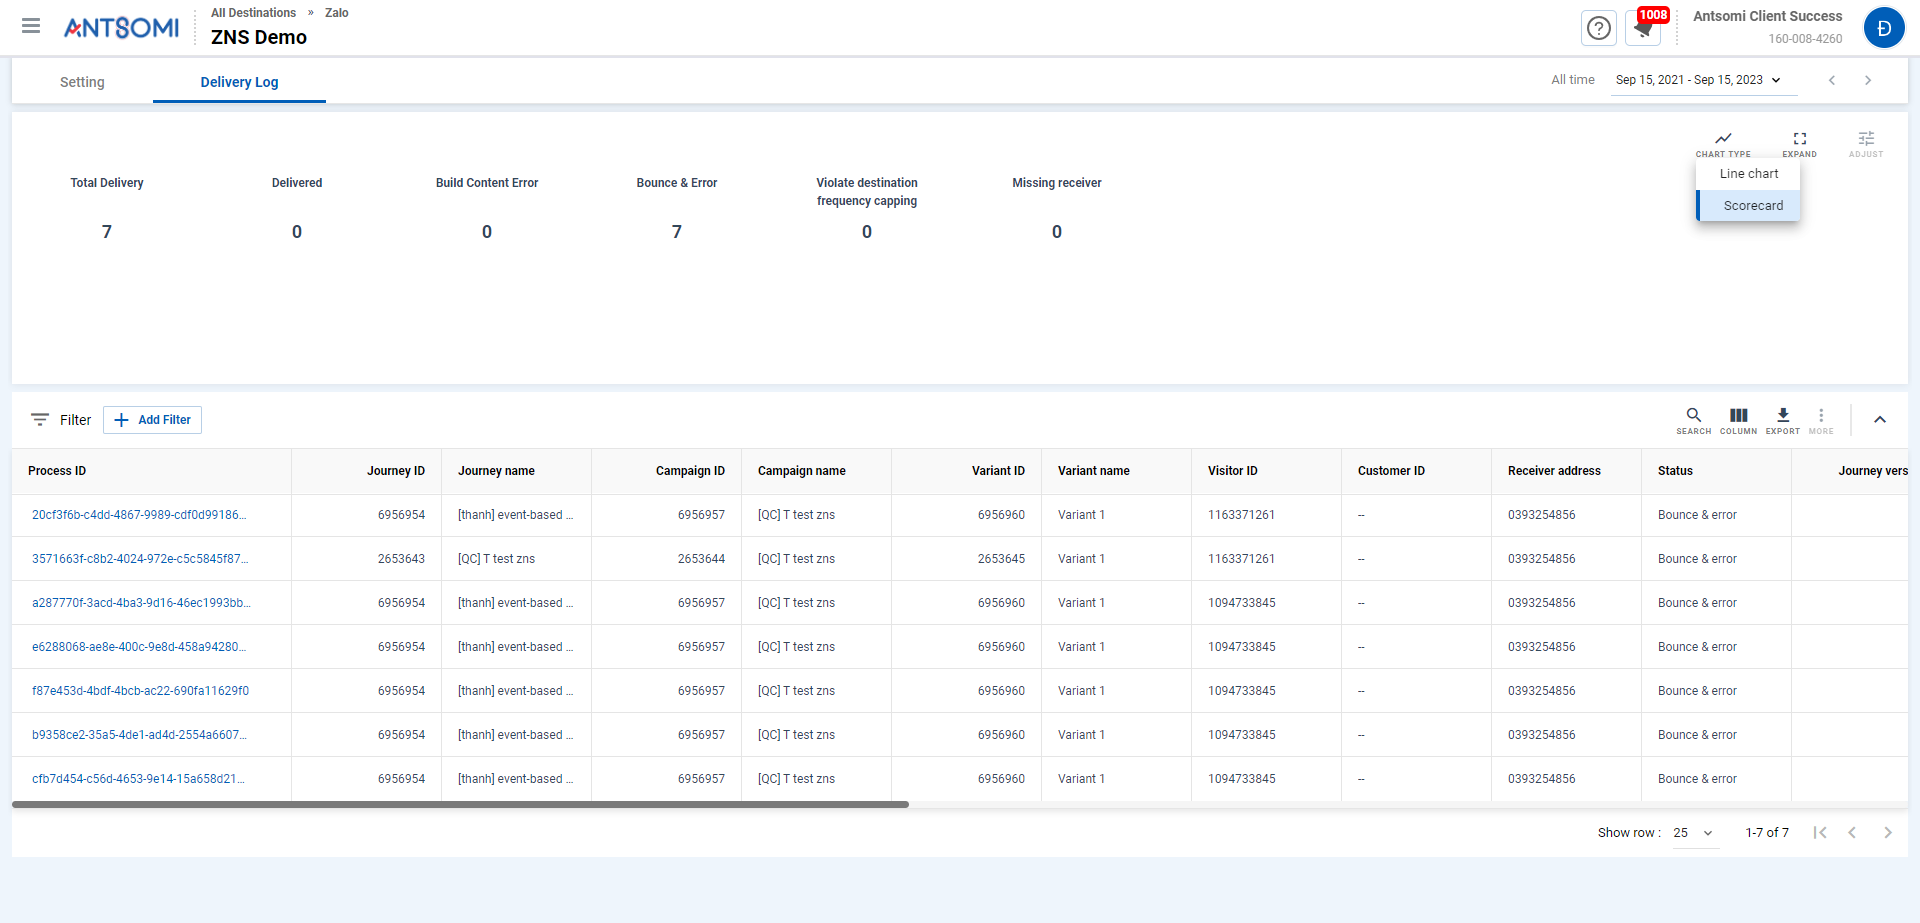 ANTSOMI
All Destinations » Zalo
ZNS Demo
1008
Antsomi Client Success
160-008-4260
Đ
Setting
Delivery Log
All time
Sep 15, 2021 - Sep 15, 2023
CHART TYPE
EXPAND
ADJUST
Line chart
Scorecard
Total Delivery
7
Delivered
0
Build Content Error
0
Bounce & Error
7
Violate destination
frequency capping
0
Missing receiver
0
Filter
Add Filter
SEARCH
COLUMN
EXPORT
MORE
Process ID Journey ID Journey name Campaign ID Campaign name Variant ID Variant name Visitor ID Customer ID Receiver address Status Journey vers
20cf3f6b-c4dd-4867-9989-cdf0d99186... 6956954 [thanh] event-based ... 6956957 [QC] T test zns 6956960 Variant 1 1163371261 -- 0393254856 Bounce & error
3571663f-c8b2-4024-972e-c5c5845f87... 2653643 [QC] T test zns 2653644 [QC] T test zns 2653645 Variant 1 1163371261 -- 0393254856 Bounce & error
a287770f-3acd-4ba3-9d16-46ec1993bb... 6956954 [thanh] event-based ... 6956957 [QC] T test zns 6956960 Variant 1 1094733845 -- 0393254856 Bounce & error
e6288068-ae8e-400c-9e8d-458a94280... 6956954 [thanh] event-based ... 6956957 [QC] T test zns 6956960 Variant 1 1094733845 -- 0393254856 Bounce & error
f87e453d-4bdf-4bcb-ac22-690fa11629f0 6956954 [thanh] event-based ... 6956957 [QC] T test zns 6956960 Variant 1 1094733845 -- 0393254856 Bounce & error
b9358ce2-35a5-4de1-ad4d-2554a6607... 6956954 [thanh] event-based ... 6956957 [QC] T test zns 6956960 Variant 1 1094733845 -- 0393254856 Bounce & error
cfb7d454-c56d-4653-9e14-15a658d21... 6956954 [thanh] event-based ... 6956957 [QC] T test zns 6956960 Variant 1 1094733845 -- 0393254856 Bounce & error
Show row : 25 1-7 of 7